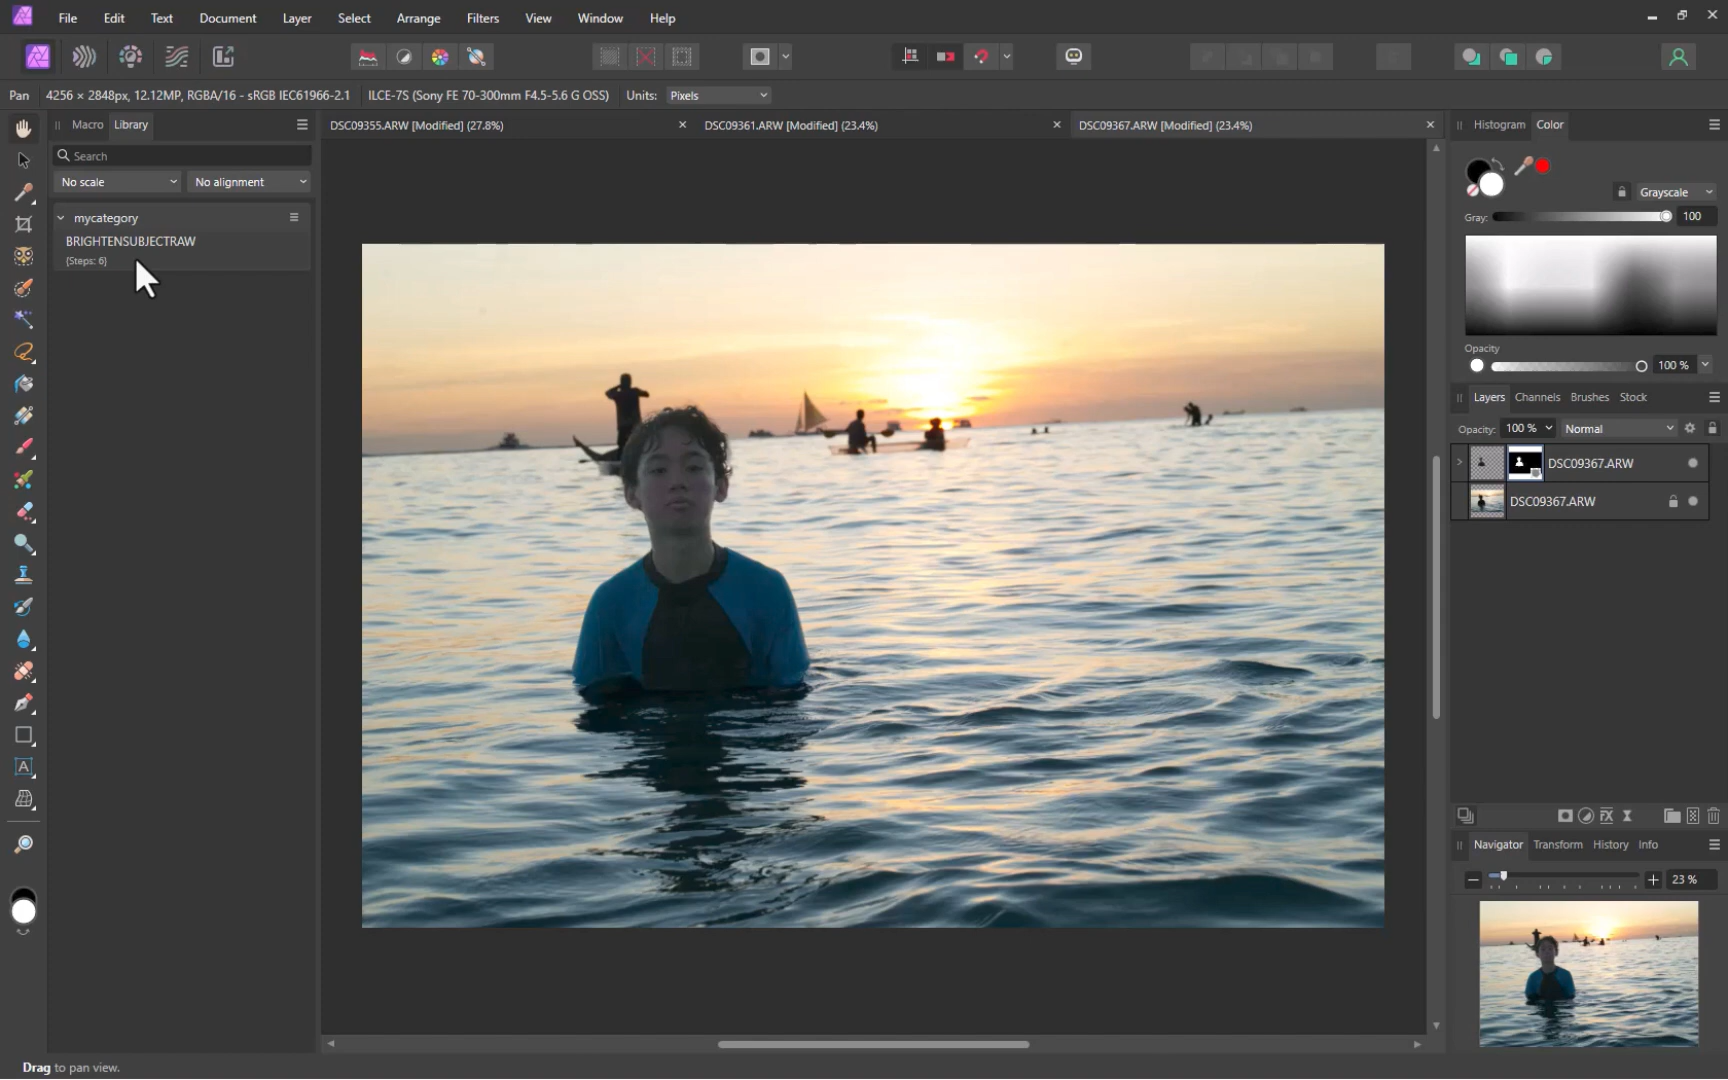 File Edit Text Document Layer Select Arrange Filters View Window Help
Pan 4256 × 2848px, 12.12MP, RGBA/16 - sRGB IEC61966-2.1 ILCE-7S (Sony FE 70-300mm F4.5-5.6 G OSS) Units: Pixels
Macro Library
DSC09355.ARW [Modified] (27.8%) DSC09361.ARW [Modified] (23.4%) DSC09367.ARW [Modified] (23.4%)
Histogram Color
Search
No scale No alignment
Grayscale
mycategory
Gray: 100
BRIGHTENSUBJECTRAW
{Steps: 6}
Opacity
100 %
Layers Channels Brushes Stock
Opacity: 100 % Normal
DSC09367.ARW
DSC09367.ARW
Navigator Transform History Info
23 %
Drag to pan view.